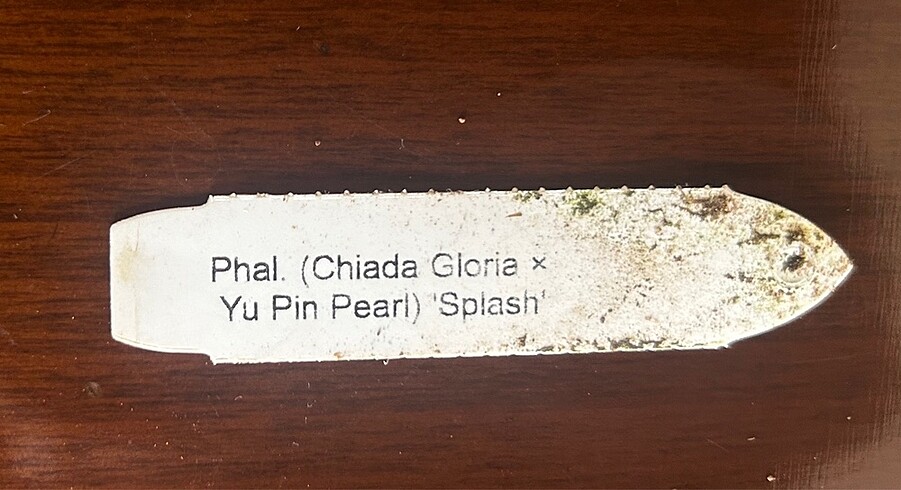 Phal. (Chiada Gloria ×
Yu Pin Pearl) 'Splash'